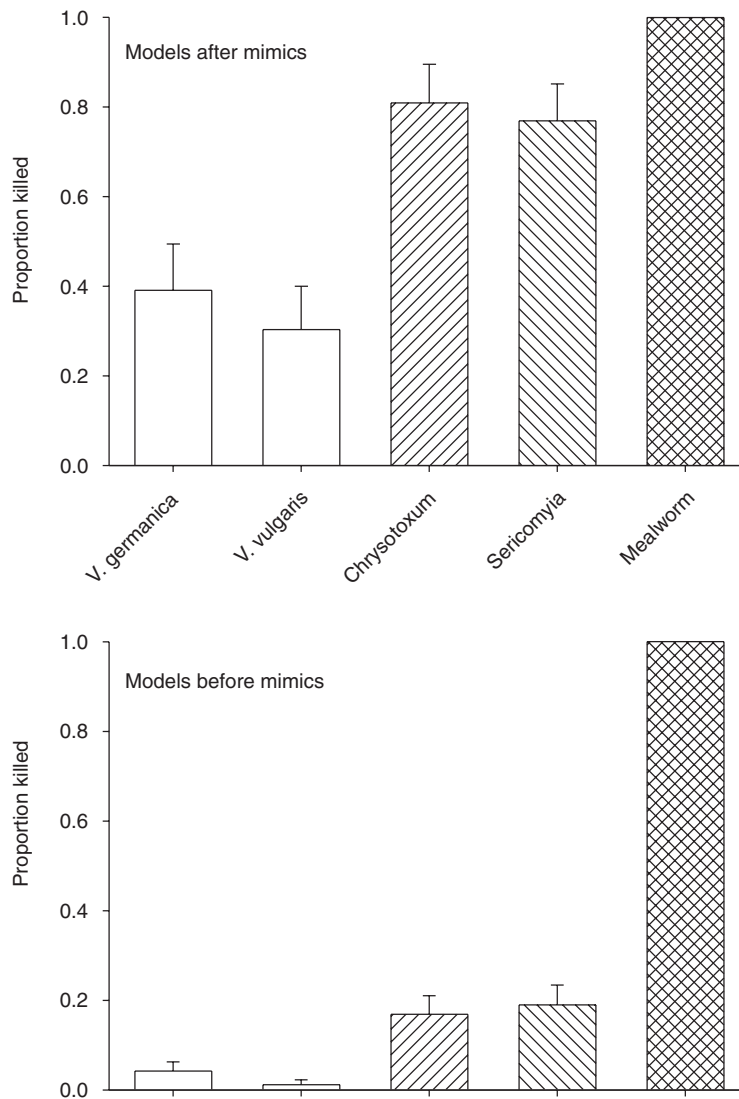 Models after mimics
Proportion killed
1.0
0.8
0.6
0.4
0.2
0.0
V. germanica
V. vulgaris
Chrysotoxum
Sericomyia
Mealworm
Models before mimics
Proportion killed
1.0
0.8
0.6
0.4
0.2
0.0